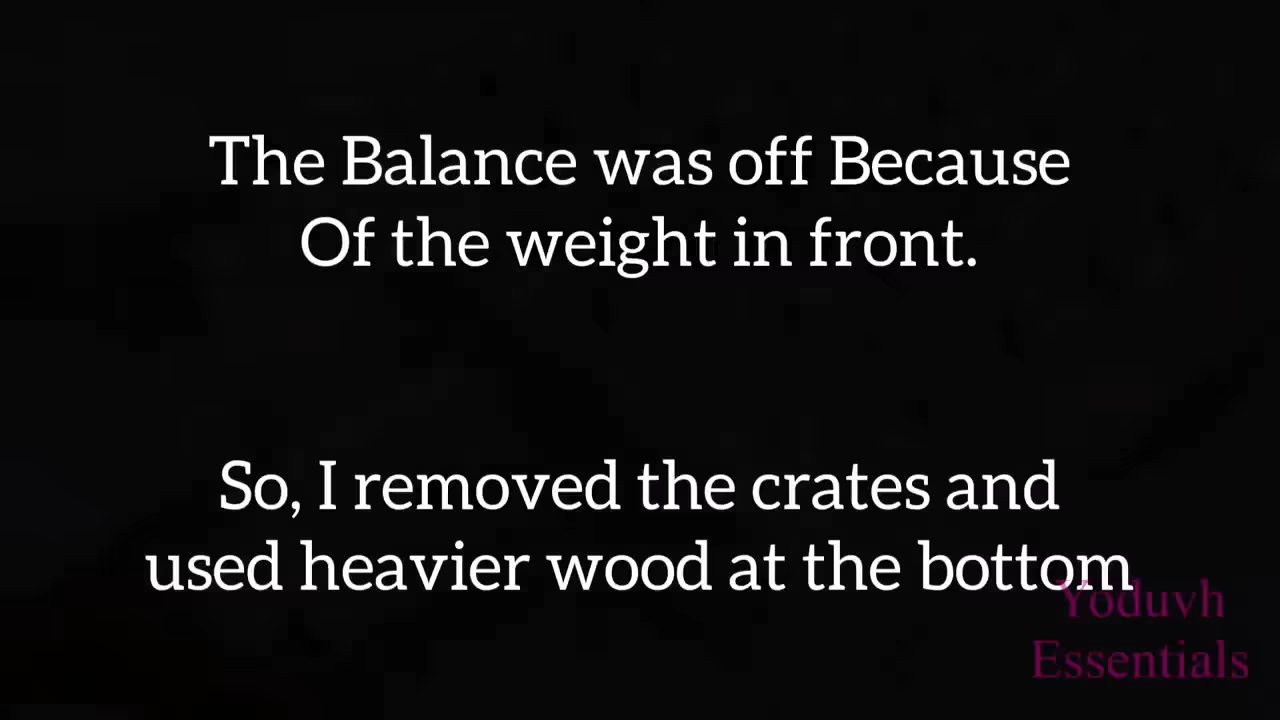 The Balance was off Because
Of the weight in front.
So, I removed the crates and
used heavier wood at the bottom
Yoduvh
Essentials